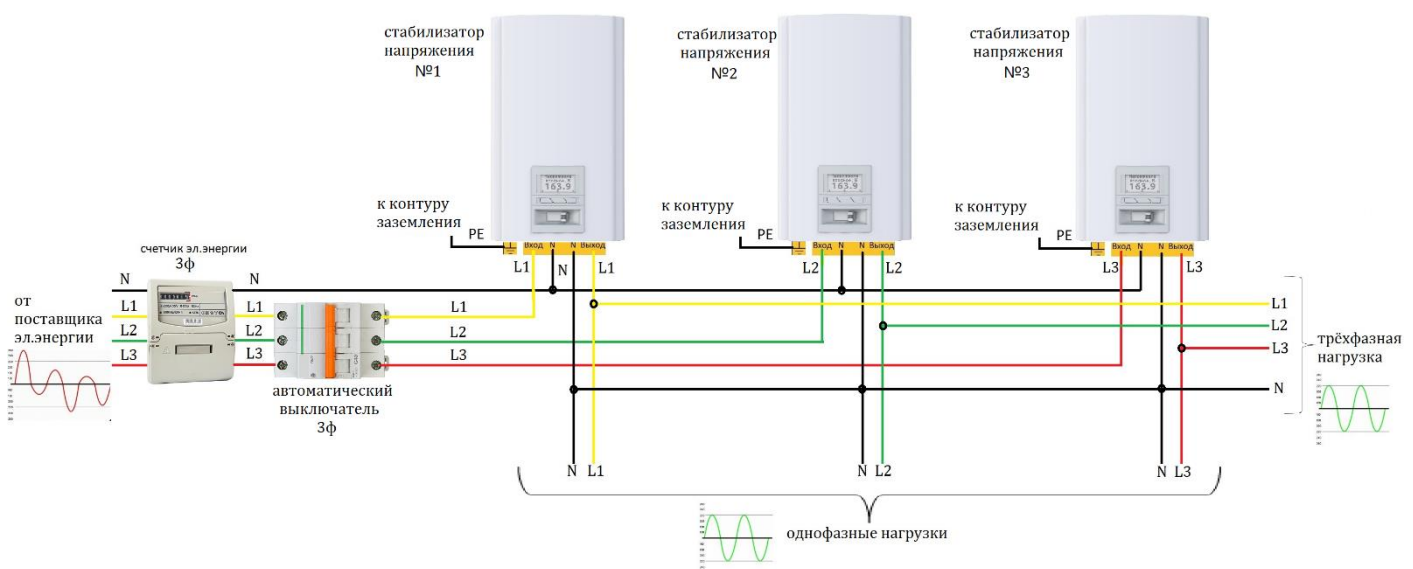 стабилизатор
напряжения
№1
стабилизатор
напряжения
№2
стабилизатор
напряжения
№3
163.9
163.9
163.9
к контуру
заземления
PE
к контуру
заземления
PE
к контуру
заземления
PE
Вход N N Выход
Вход N N Выход
Вход N N Выход
L1 N L1
L2 L2
L3 L3
счетчик эл.энергии
3ф
от
поставщика
эл.энергии
N N
L1 L1 L1
L2 L2 L2
L3 L3 L3
автоматический
выключатель
3ф
L1
L2
L3
N
трёхфазная
нагрузка
N L1
N L2
N L3
однофазные нагрузки